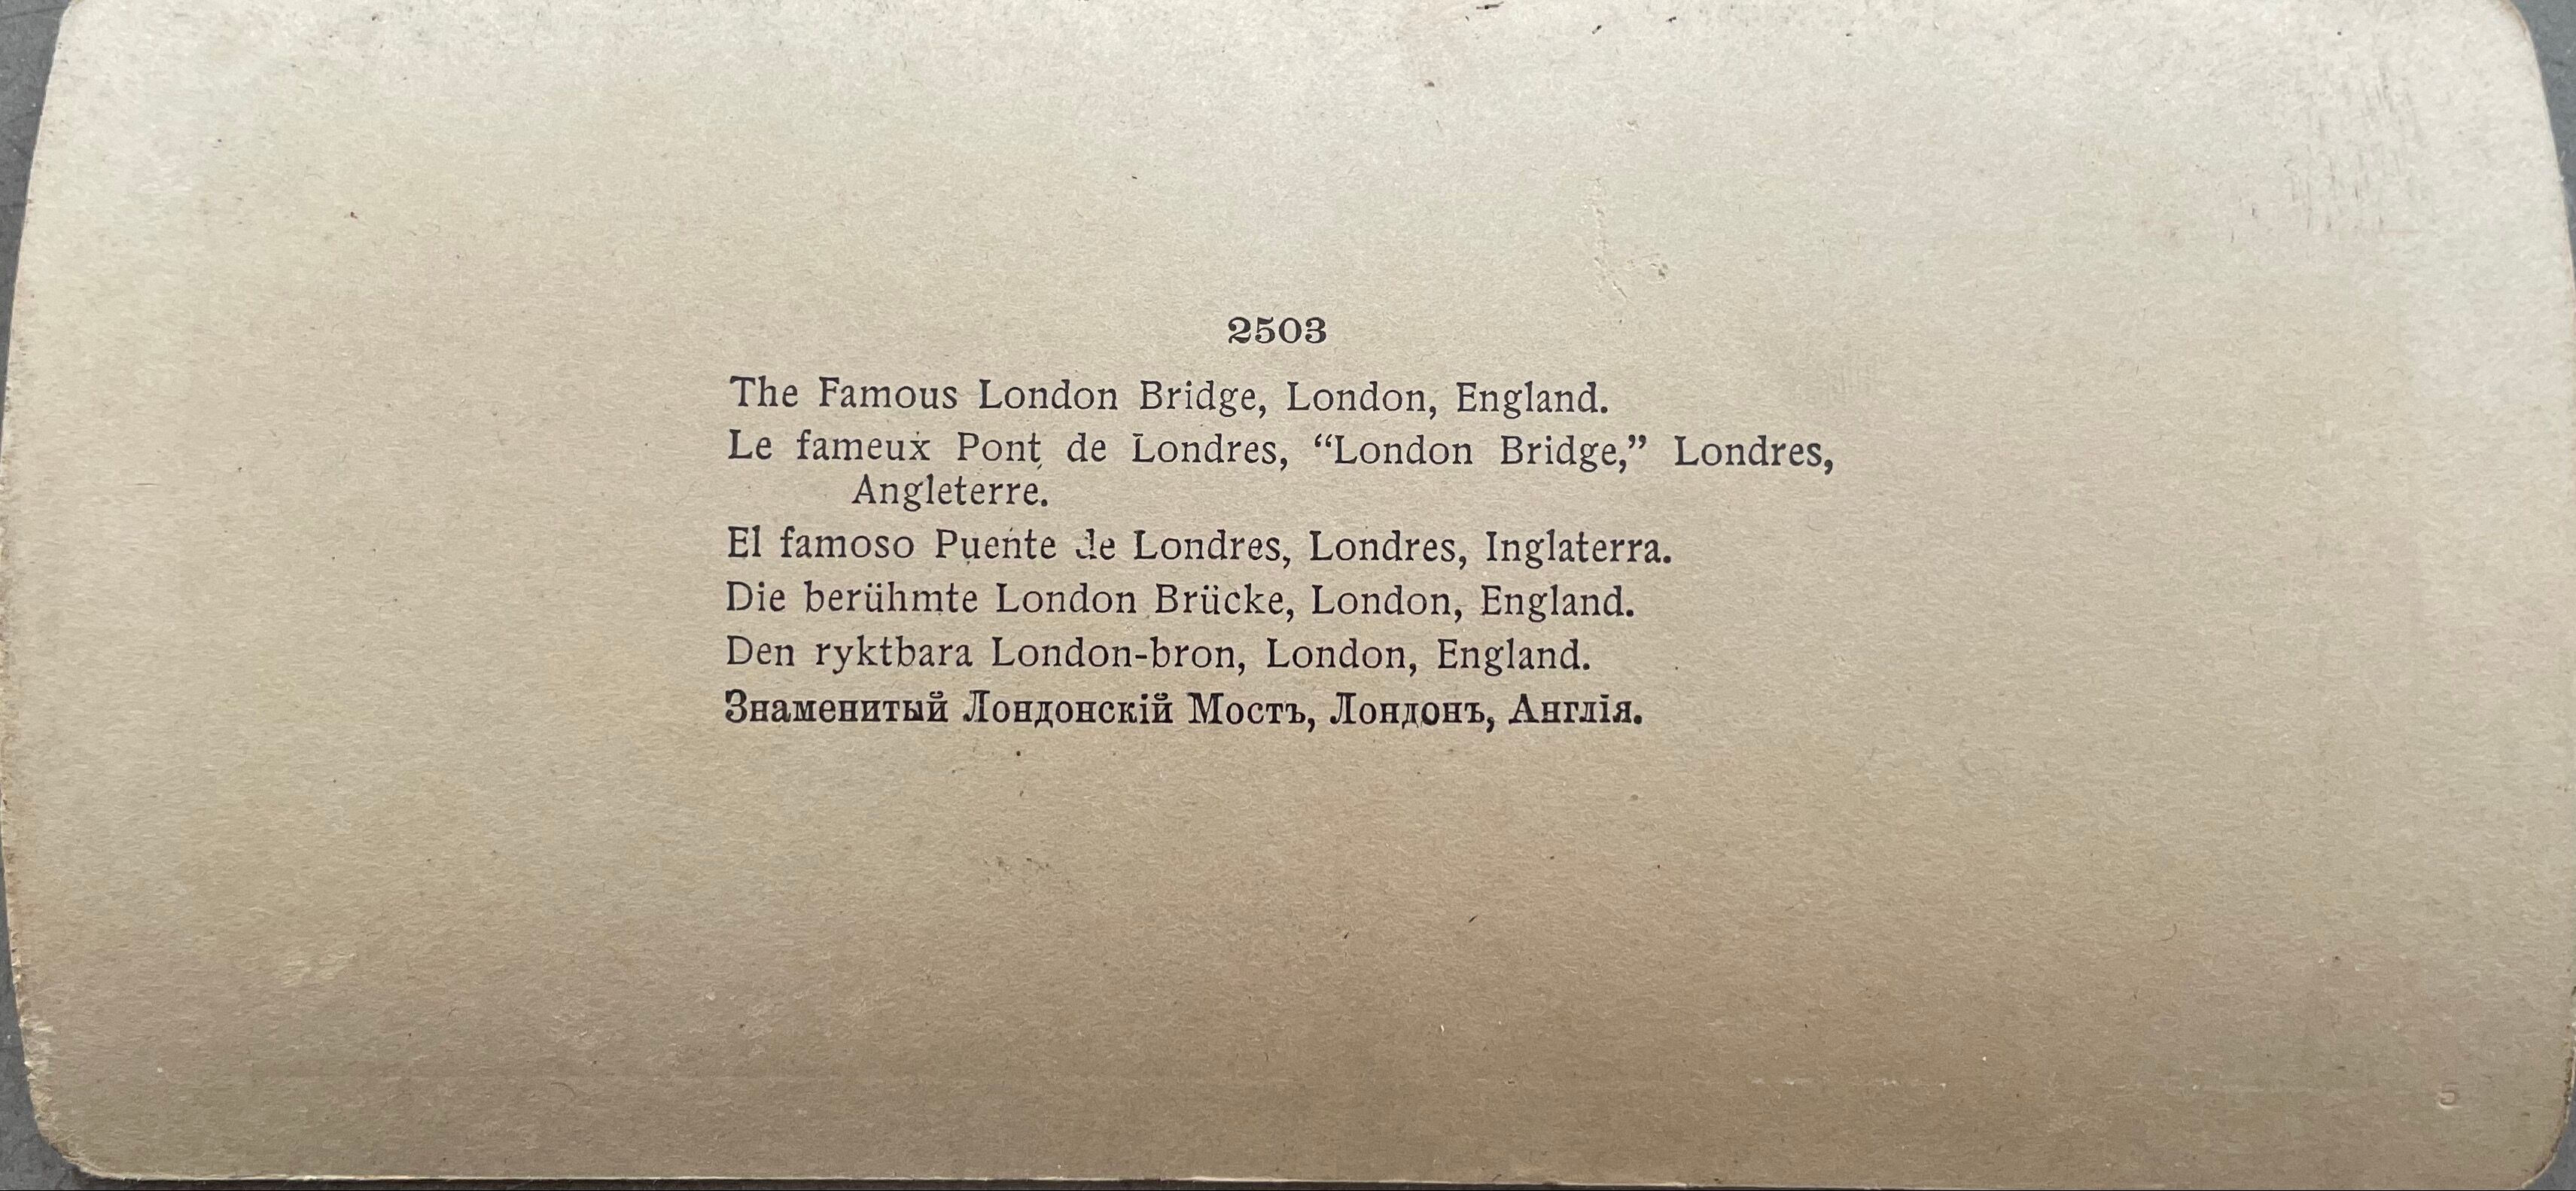 2503
The Famous London Bridge, London, England.
Le fameux Pont de Londres, “London Bridge,” Londres,
Angleterre.
El famoso Puente de Londres, Londres, Inglaterra.
Die berühmte London Brücke, London, England.
Den ryktbara London-bron, London, England.
Знаменитый Лондонскій Мостъ, Лондонъ, Англія.
5